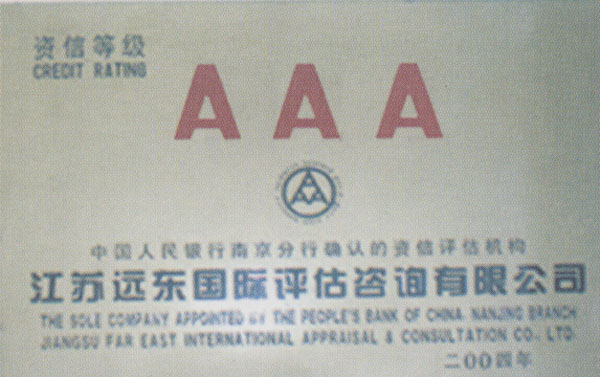 资信等级
CREDIT RATING
AAA
中国人民银行南京分行确认的资信评估机构
江苏远东国际评估咨询有限公司
THE SOLE COMPANY APPOINTED BY THE PEOPLE'S BANK OF CHINA. NANJING BRANCH
JIANGSU FAR EAST INTERNATIONAL APPRAISAL & CONSULTATION CO. LTD
二00四年